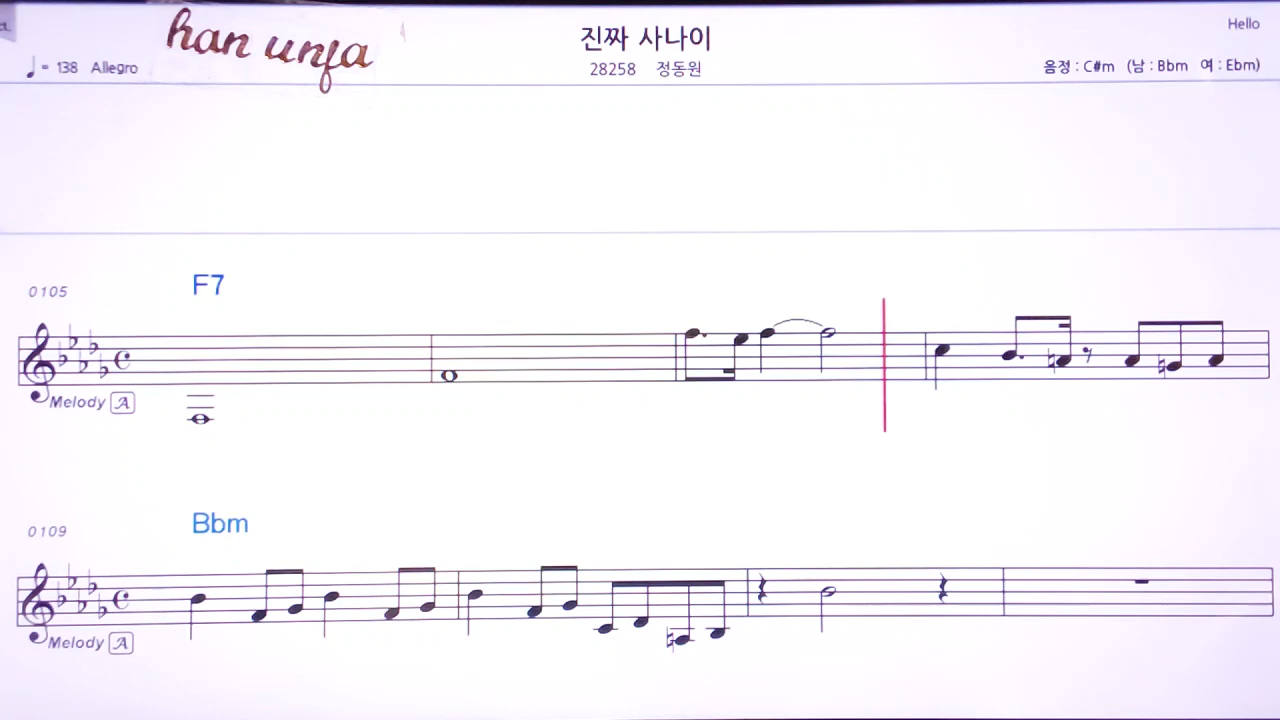 han unja
진짜 사나이
Hello
♩= 138 Allegro
28258 정동원
음정 : C#m (남 : Bbm 여 : Ebm)
F7
0105
Melody A
Bbm
0109
Melody A